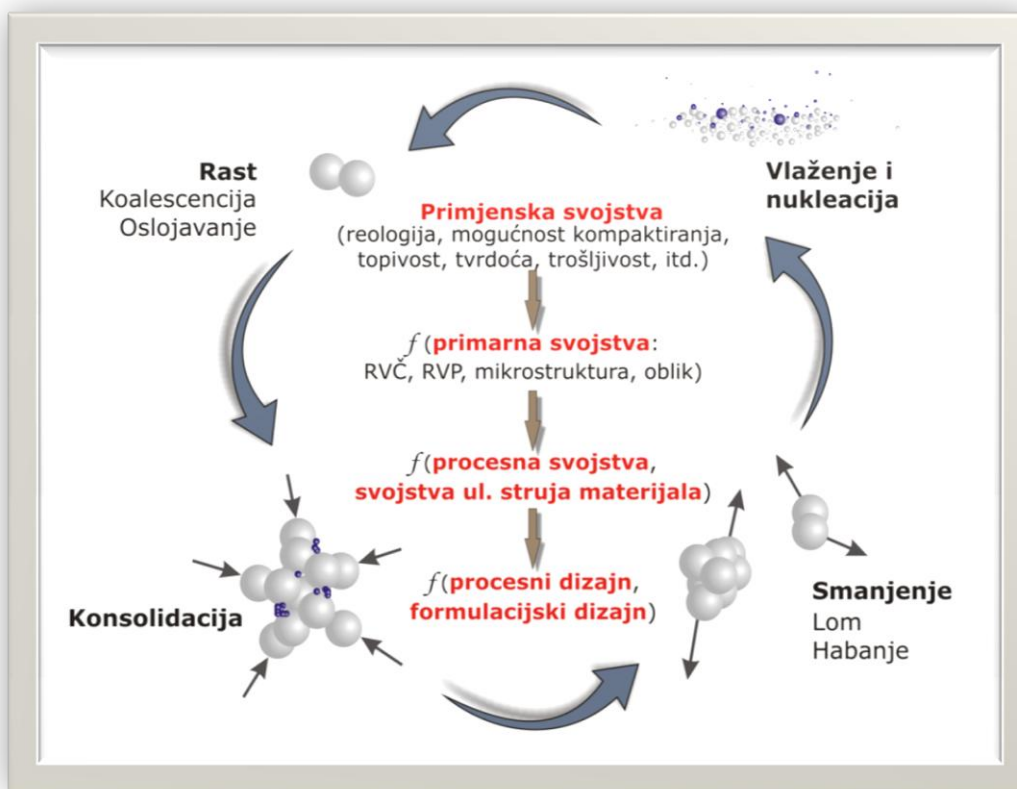 Rast
Koalescencija
Oslojavanje
Vlaženje i
nukleacija
Primjenska svojstva
(reologija, mogućnost kompaktiranja,
topivost, tvrdoća, trošljivost, itd.)
f (primarna svojstva:
RVČ, RVP, mikrostruktura, oblik)
f(procesna svojstva,
svojstva ul. struja materijala)
f(procesni dizajn,
formulacijski dizajn)
Konsolidacija
Smanjenje
Lom
Habanje